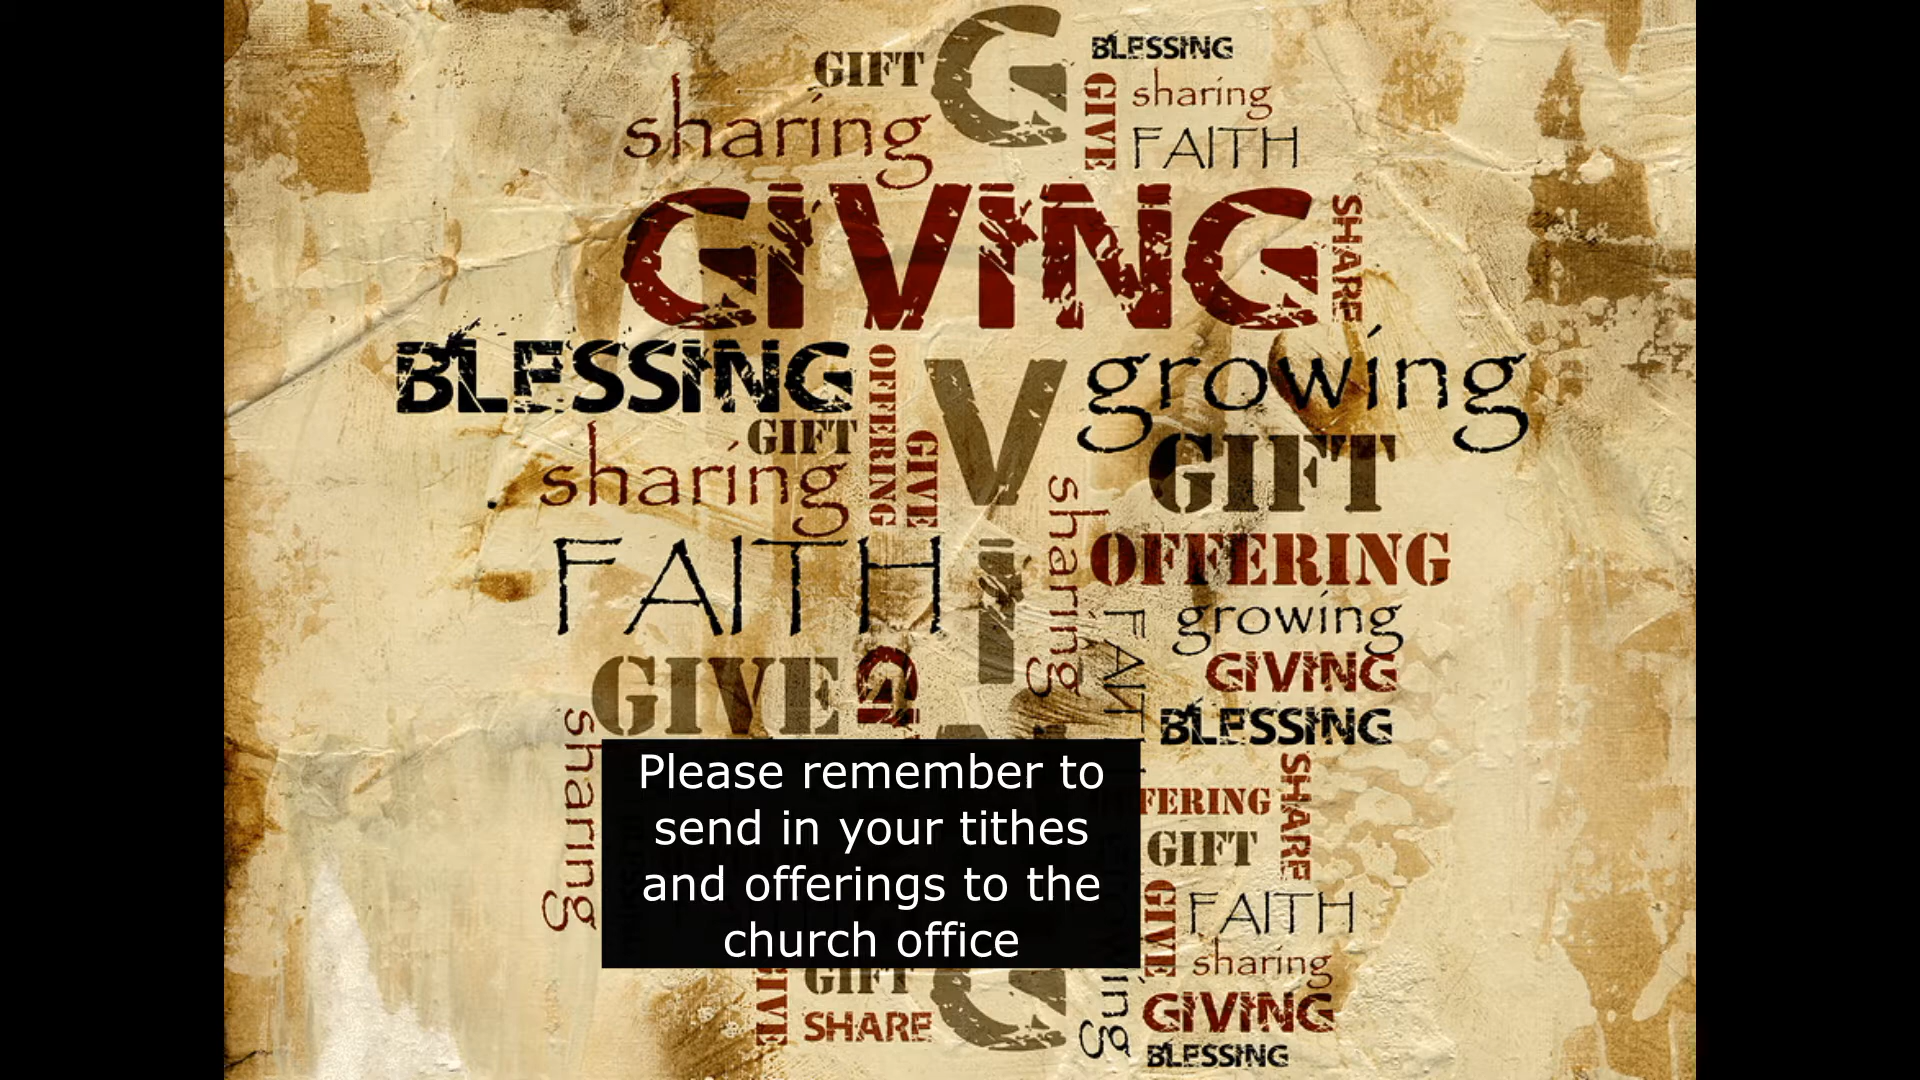 GIFT
G
BLESSING
sharing
GIVE
sharing
FAITH
GIVING
SHARE
BLESSING
OFFERING
V
growing
GIFT
GIVE
GIFT
sharing
sharing
OFFERING
FAITH
I
growing
FAITH
GIVING
GIVE
BLESSING
sharing
Please remember to
send in your tithes
and offerings to the
church office
SHARE
FERING
GIFT
GIVE
FAITH
sharing
GIFT
G
SHARE
GIVING
BLESSING